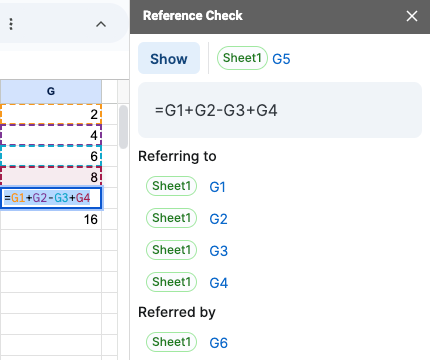 Reference Check
Show
Sheet1 G5
G
2
4
6
8
=G1+G2-G3+G4
16
=G1+G2-G3+G4
Referring to
Sheet1 G1
Sheet1 G2
Sheet1 G3
Sheet1 G4
Referred by
Sheet1 G6